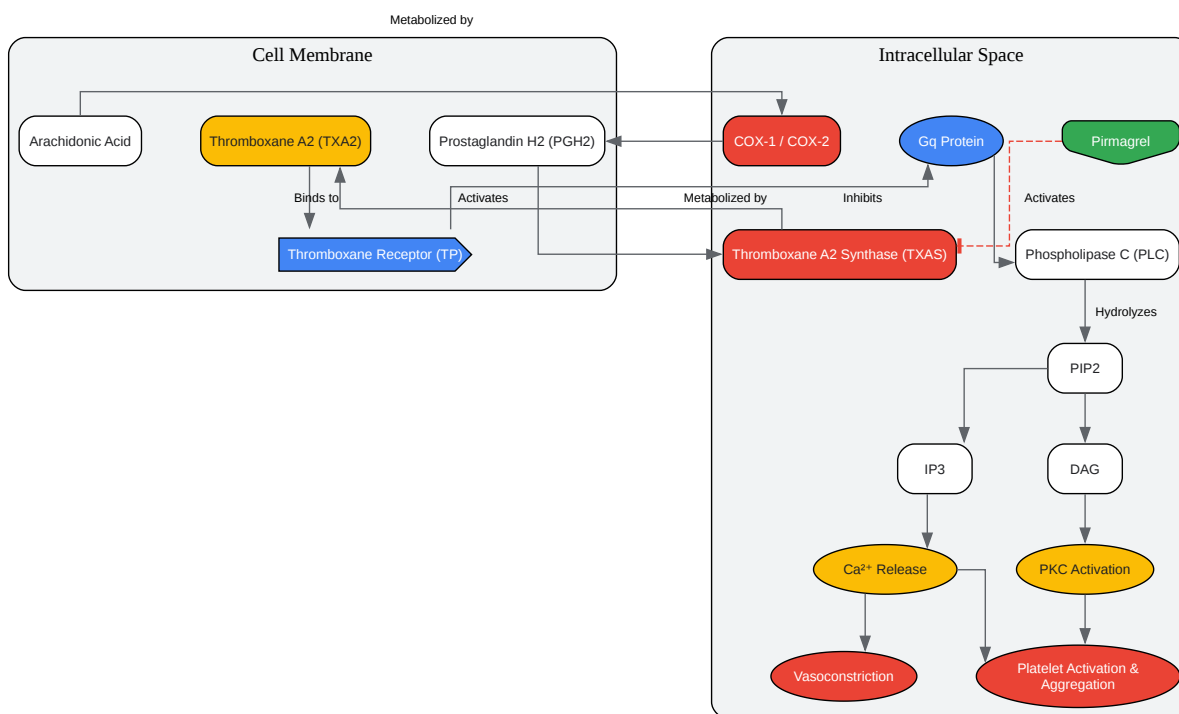 Metabolized by
Cell Membrane
Intracellular Space
Arachidonic Acid
Thromboxane A2 (TXA2)
Prostaglandin H2 (PGH2)
COX-1 / COX-2
Gq Protein
Pirmagrel
Binds to
Activates
Metabolized by
Inhibits
Activates
Thromboxane Receptor (TP)
Thromboxane A2 Synthase (TXAS)
Phospholipase C (PLC)
Hydrolyzes
PIP2
IP3
DAG
Ca²⁺ Release
PKC Activation
Vasoconstriction
Platelet Activation &
Aggregation